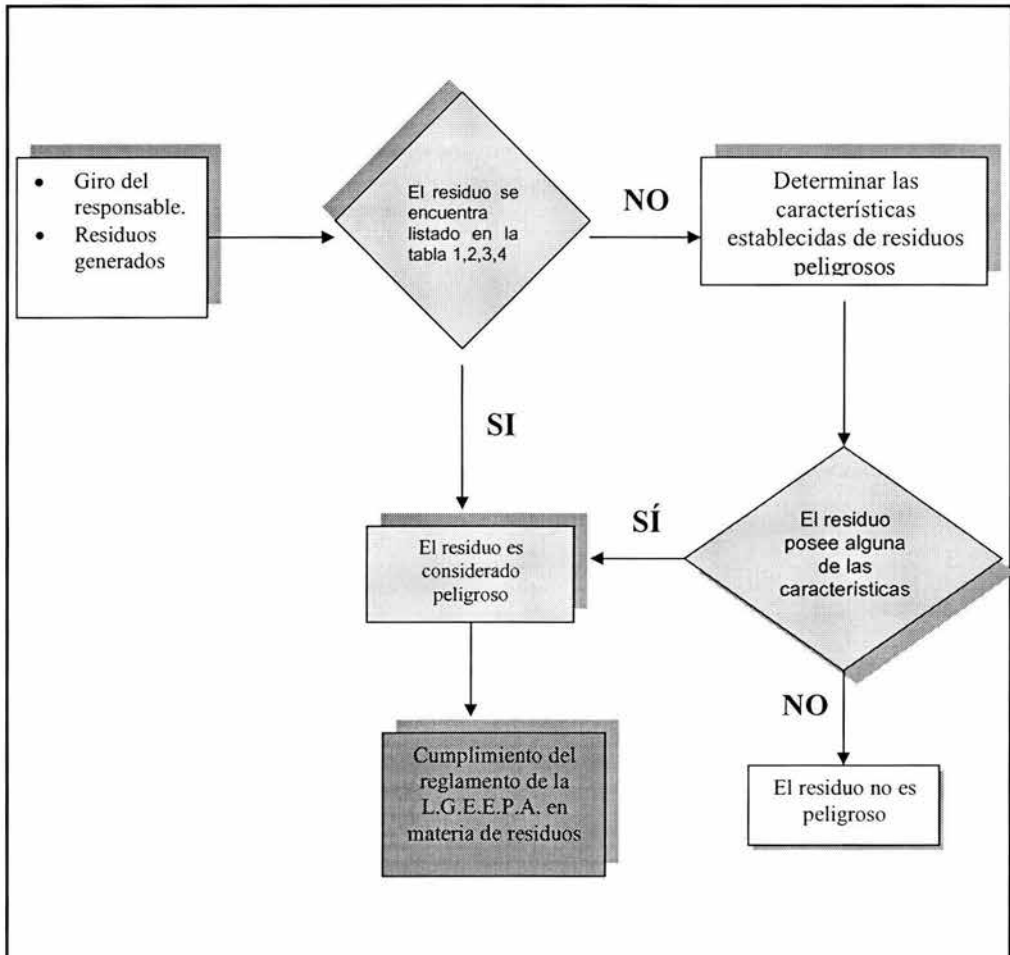 • Giro del
responsable.
• Residuos
generados
El residuo se
encuentra
listado en la
tabla 1,2,3,4
NO
Determinar las
características
establecidas de residuos
peligrosos
SI
SÍ
El residuo es
considerado
peligroso
El residuo
posee alguna
de las
características
NO
Cumplimiento del
reglamento de la
L.G.E.E.P.A. en
materia de residuos
El residuo no es
peligroso